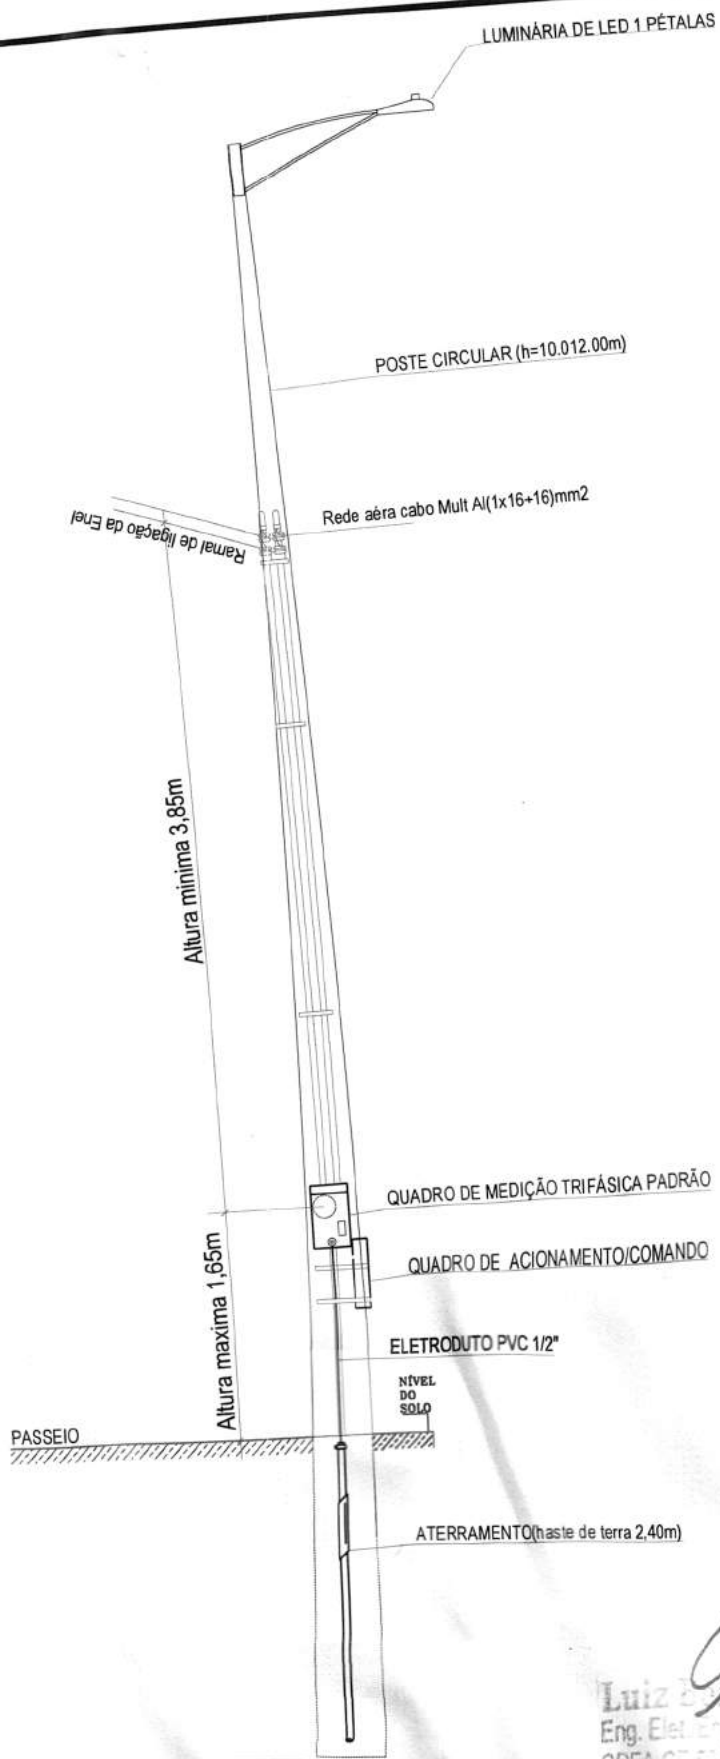 LUMINÁRIA DE LED 1 PÉTALAS
POSTE CIRCULAR (h=10.012.00m)
Rede aéra cabo Mult Al(1x16+16)mm2
Ramal de ligação da Enel
Altura minima 3,85m
QUADRO DE MEDIÇÃO TRIFÁSICA PADRÃO
QUADRO DE ACIONAMENTO/COMANDO
Altura maxima 1,65m
ELETRODUTO PVC 1/2"
NÍVEL
DO
SOLO
PASSEIO
ATERRAMENTO(haste de terra 2,40m)
Luiz
Eng.